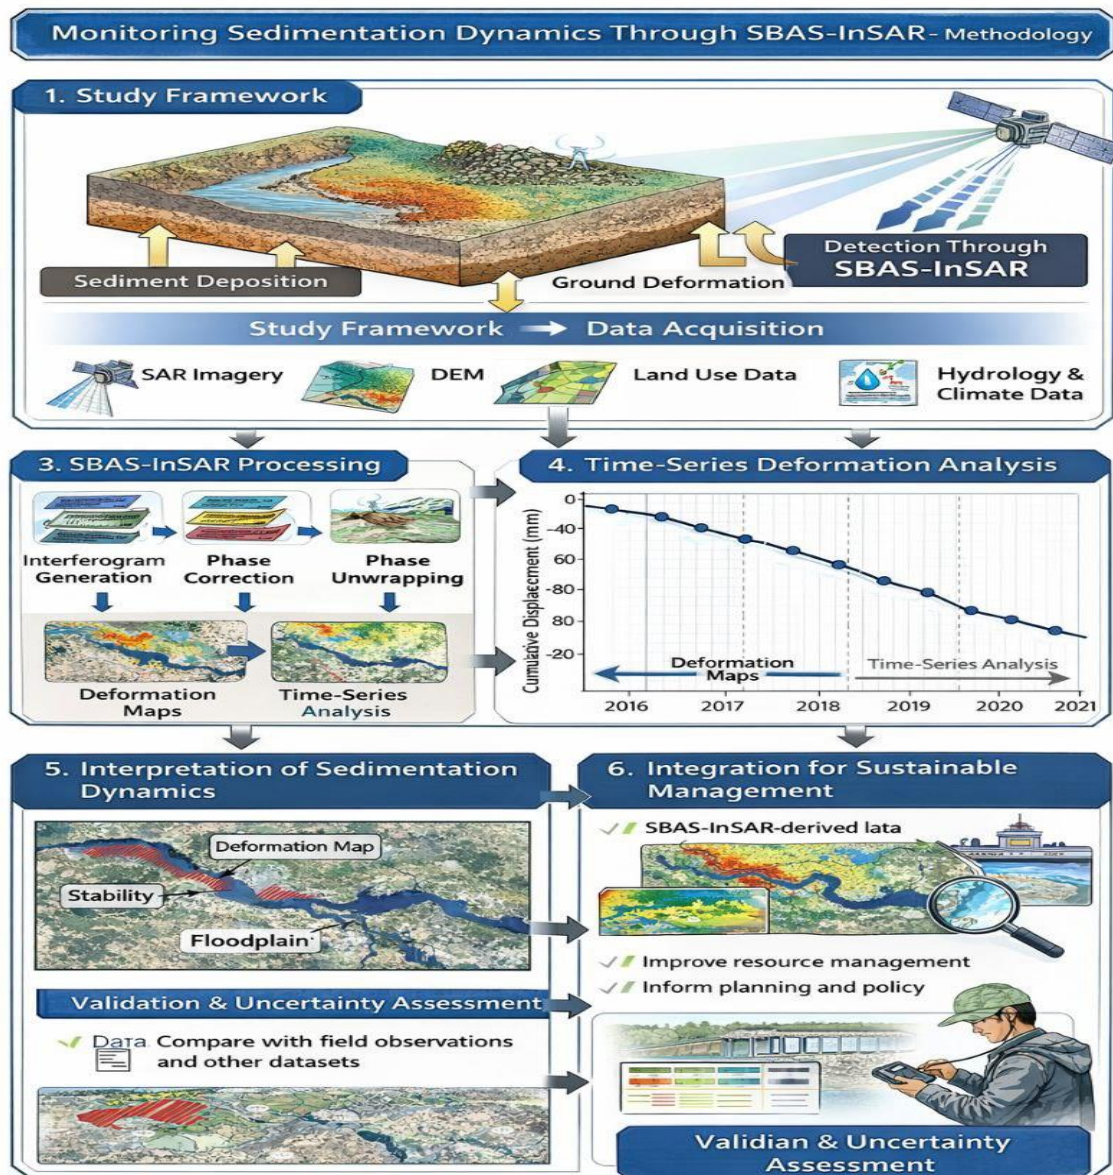 Monitoring Sedimentation Dynamics Through SBAS-InSAR- Methodology
1. Study Framework
Sediment Deposition
Ground Deformation
Detection Through
SBAS-InSAR
Study Framework → Data Acquisition
SAR Imagery
DEM
Land Use Data
Hydrology &
Climate Data
3. SBAS-InSAR Processing
Interferogram
Generation
Phase
Correction
Phase
Unwrapping
Deformation
Maps
Time-Series
Analysis
4. Time-Series Deformation Analysis
Cumulative Displacement (mm)
0
-40
60
-80
80
-20
Deformation
Maps
Time-Series Analysis
2016
2017
2018
2019
2020
2021
5. Interpretation of Sedimentation
Dynamics
Deformation Map
Stability
Floodplain
Validation & Uncertainty Assessment
Data Compare with field observations
and other datasets
6. Integration for Sustainable
Management
SBAS-InSAR-derived lata
Improve resource management
Inform planning and policy
Validian & Uncertainty
Assessment